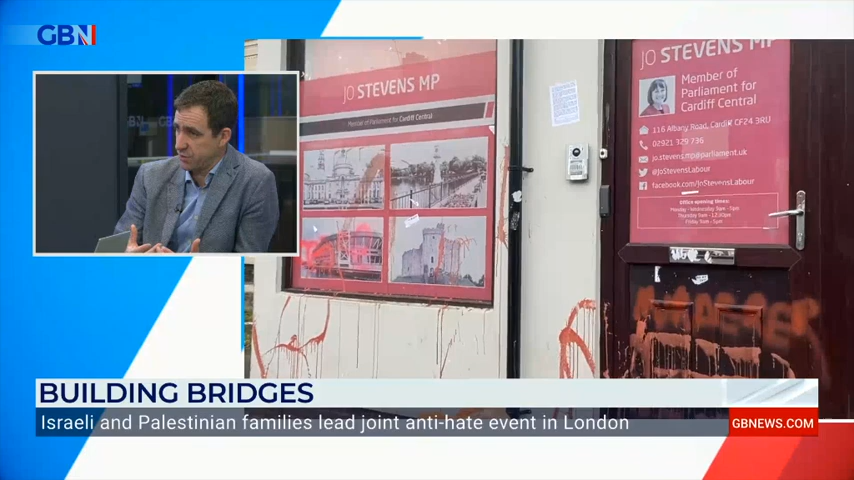 GBN
JO STEVENS MP
Member of Parliament for Cardiff Central
JO STEVENS MP
Member of
Parliament for
Cardiff Central
116 Albany Road, Cardiff CF24 3RU
02921 329 736
jo.stevens.mp@parliament.uk
@JoStevensLabour
facebook.com/JoStevensLabour
Office opening times:
BUILDING BRIDGES
Israeli and Palestinian families lead joint anti-hate event in London
GBNEWS.COM